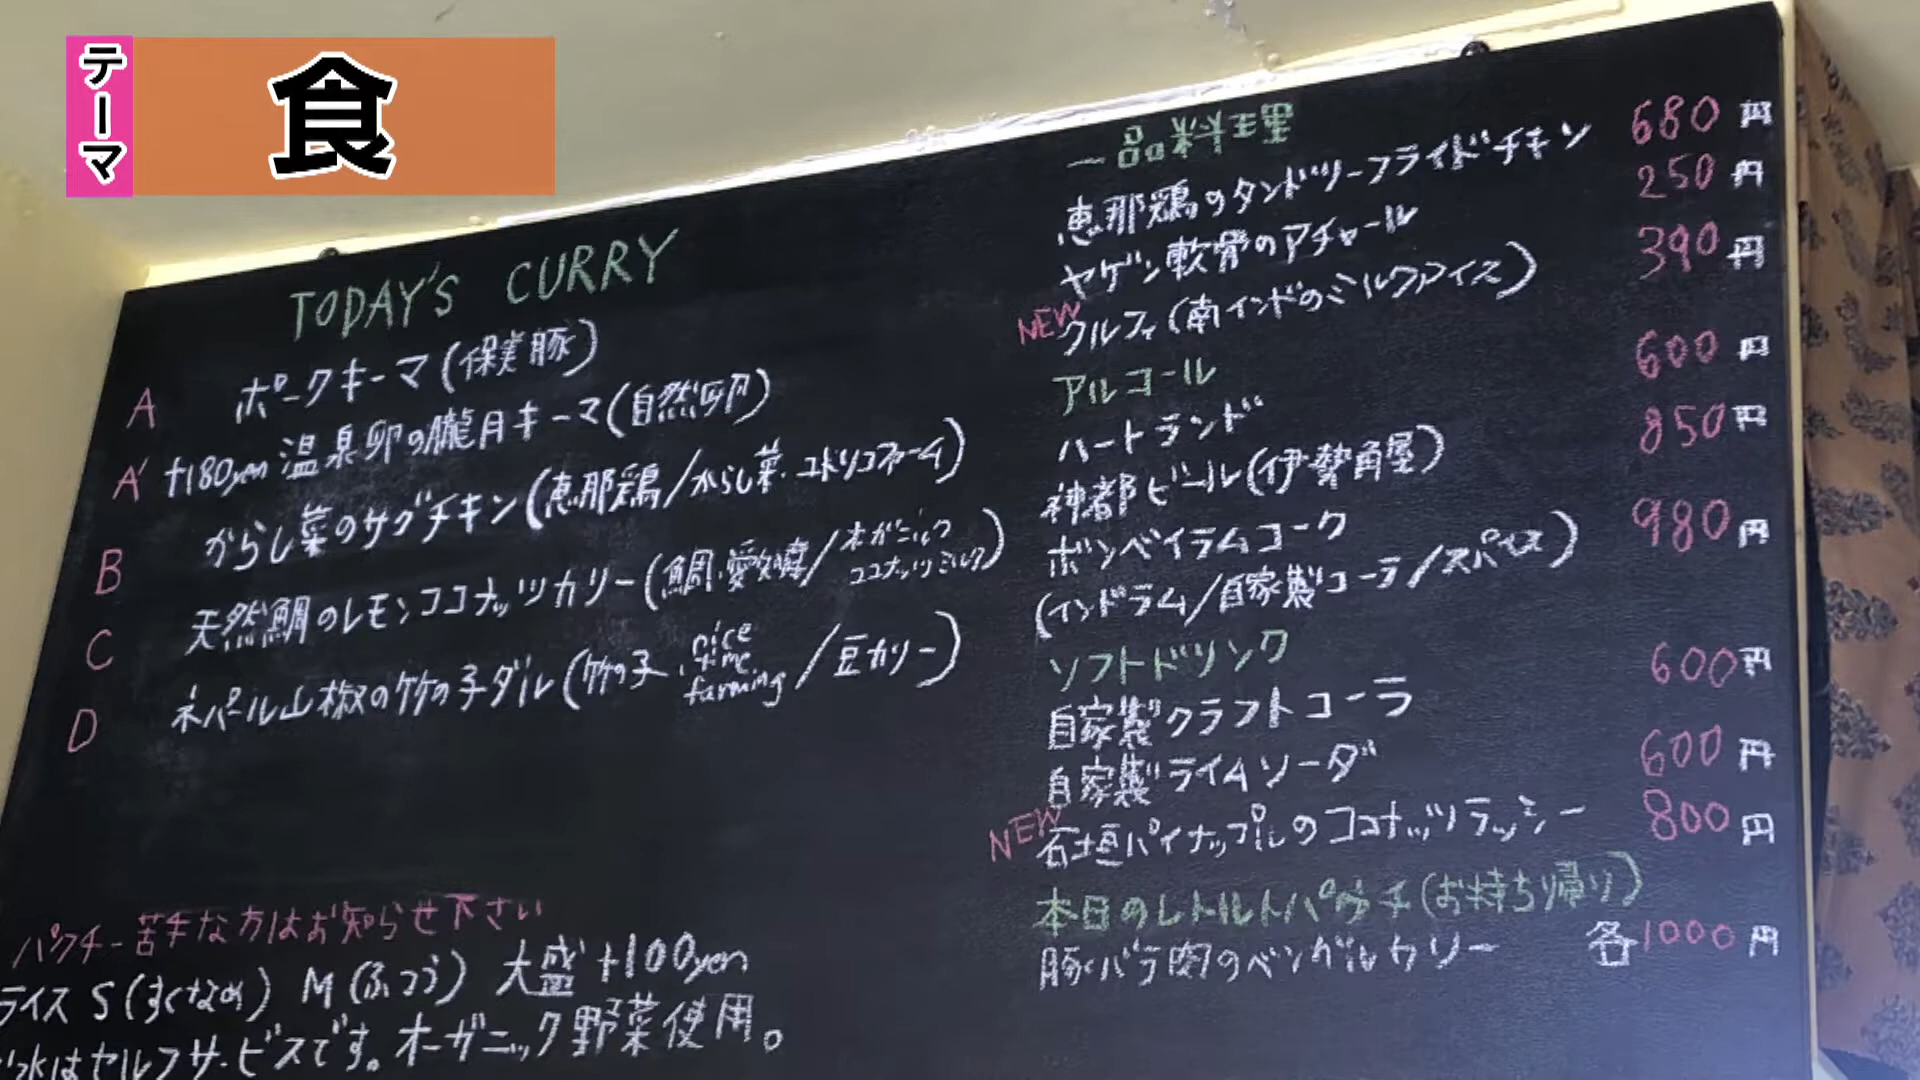 テーマ
食
TODAY'S CURRY
A ポークキーマ(保美豚)
A' +180yen 温泉卵の朧月キーマ(自然卵)
B からし菜のサグチキン(恵那鶏/からし菜・ユトリコファーム)
C 天然鯛のレモンココナッツカリー(鯛・愛媛/オーガニックココナッツミルク)
D ネパール山椒の竹の子ダル(竹の子・nice time farming/豆カリー)
パクチー苦手な方はお知らせ下さい
ライス S(すくなめ) M(ふつう) 大盛+100yen
お水はセルフサービスです。オーガニック野菜使用。
一品料理
恵那鶏のタンドリーフライドチキン 680円
ヤゲン軟骨のアチャール 250円
NEW クルフィ(南インドのミルクアイス) 390円
アルコール
ハートランド 600円
神都ビール(伊勢角屋) 850円
ボンベイラムコーク
(インドラム/自家製コーラ/スパイス) 980円
ソフトドリンク
自家製クラフトコーラ 600円
自家製ライムソーダ 600円
NEW 石垣パイナップルのココナッツラッシー 800円
本日のレトルトパウチ(お持ち帰り)
豚バラ肉のベンガルカリー 各1000円